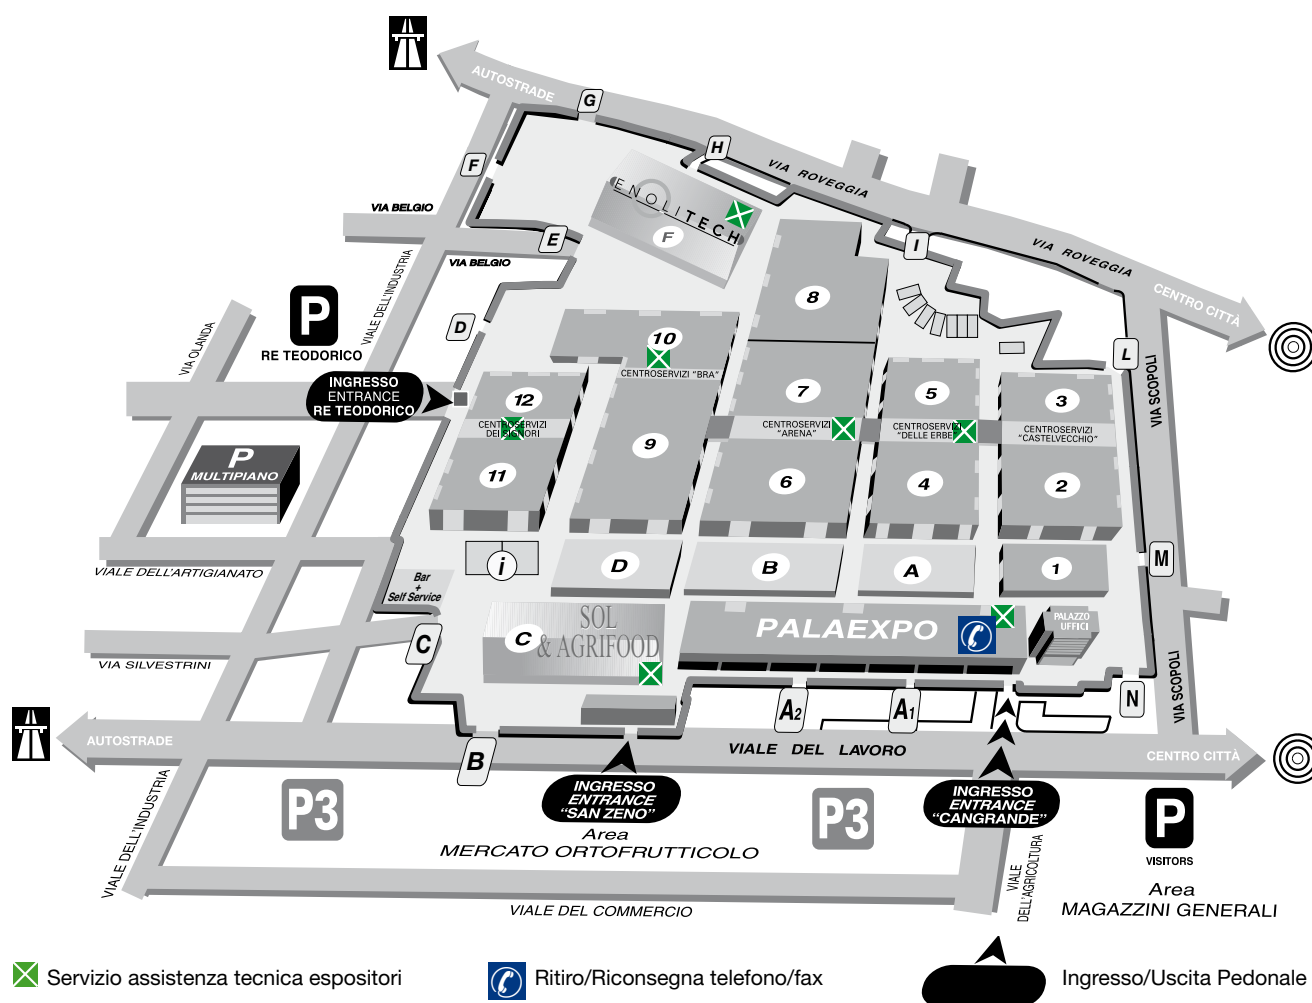 AUTOSTRADE
G
H
VIA ROVEGGIA
F
ENOLITECH
F
VIA BELGIO
E
I
VIA ROVEGGIA
VIA BELGIO
VIALE DELL'INDUSTRIA
CENTRO CITTÀ
8
P
RE TEODORICO
VIA OLANDA
D
10
L
CENTROSERVIZI "BRA"
INGRESSO
ENTRANCE
RE TEODORICO
12
7
5
3
VIA SCOPOLI
CENTROSERVIZI
DEI SIGNORI
CENTROSERVIZI
"ARENA"
CENTROSERVIZI
"DELLE ERBE"
CENTROSERVIZI
"CASTELVECCHIO"
9
P
MULTIPIANO
11
6
4
2
VIALE DELL'ARTIGIANATO
i
D
B
A
1
M
Bar
+
Self Service
SOL
& AGRIFOOD
C
PALAEXPO
PALAZZO
UFFICI
C
VIA SILVESTRINI
A2
A1
N
VIA SCOPOLI
AUTOSTRADE
B
VIALE DEL LAVORO
CENTRO CITTÀ
VIALE DELL'INDUSTRIA
P3
INGRESSO
ENTRANCE
"SAN ZENO"
P3
INGRESSO
ENTRANCE
"CANGRANDE"
P
VISITORS
Area
MERCATO ORTOFRUTTICOLO
VIALE
DELL'AGRICOLTURA
Area
MAGAZZINI GENERALI
VIALE DEL COMMERCIO
Servizio assistenza tecnica espositori
Ritiro/Riconsegna telefono/fax
Ingresso/Uscita Pedonale